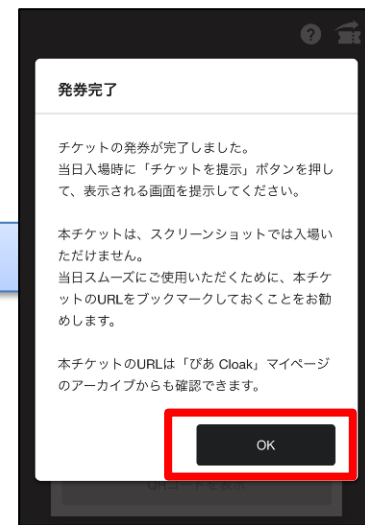 ?
発券完了
チケットの発券が完了しました。
当日入場時に「チケットを提示」ボタンを押し
て、表示される画面を提示してください。
本チケットは、スクリーンショットでは入場い
ただけません。
当日スムーズにご使用いただくために、本チケ
ットのURLをブックマークしておくことをお勧
めします。
本チケットのURLは「ぴあ Cloak」マイページ
のアーカイブからも確認できます。
OK